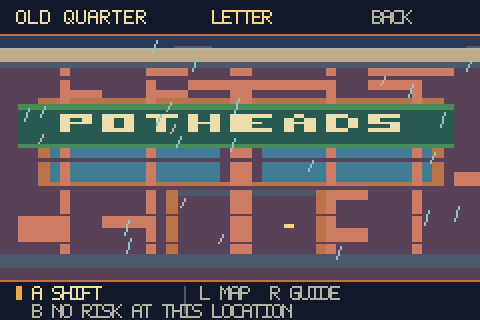 OLD QUARTER LETTER BACK
POTHEADS
A SHIFT L MAP R GUIDE
B NO RISK AT THIS LOCATION